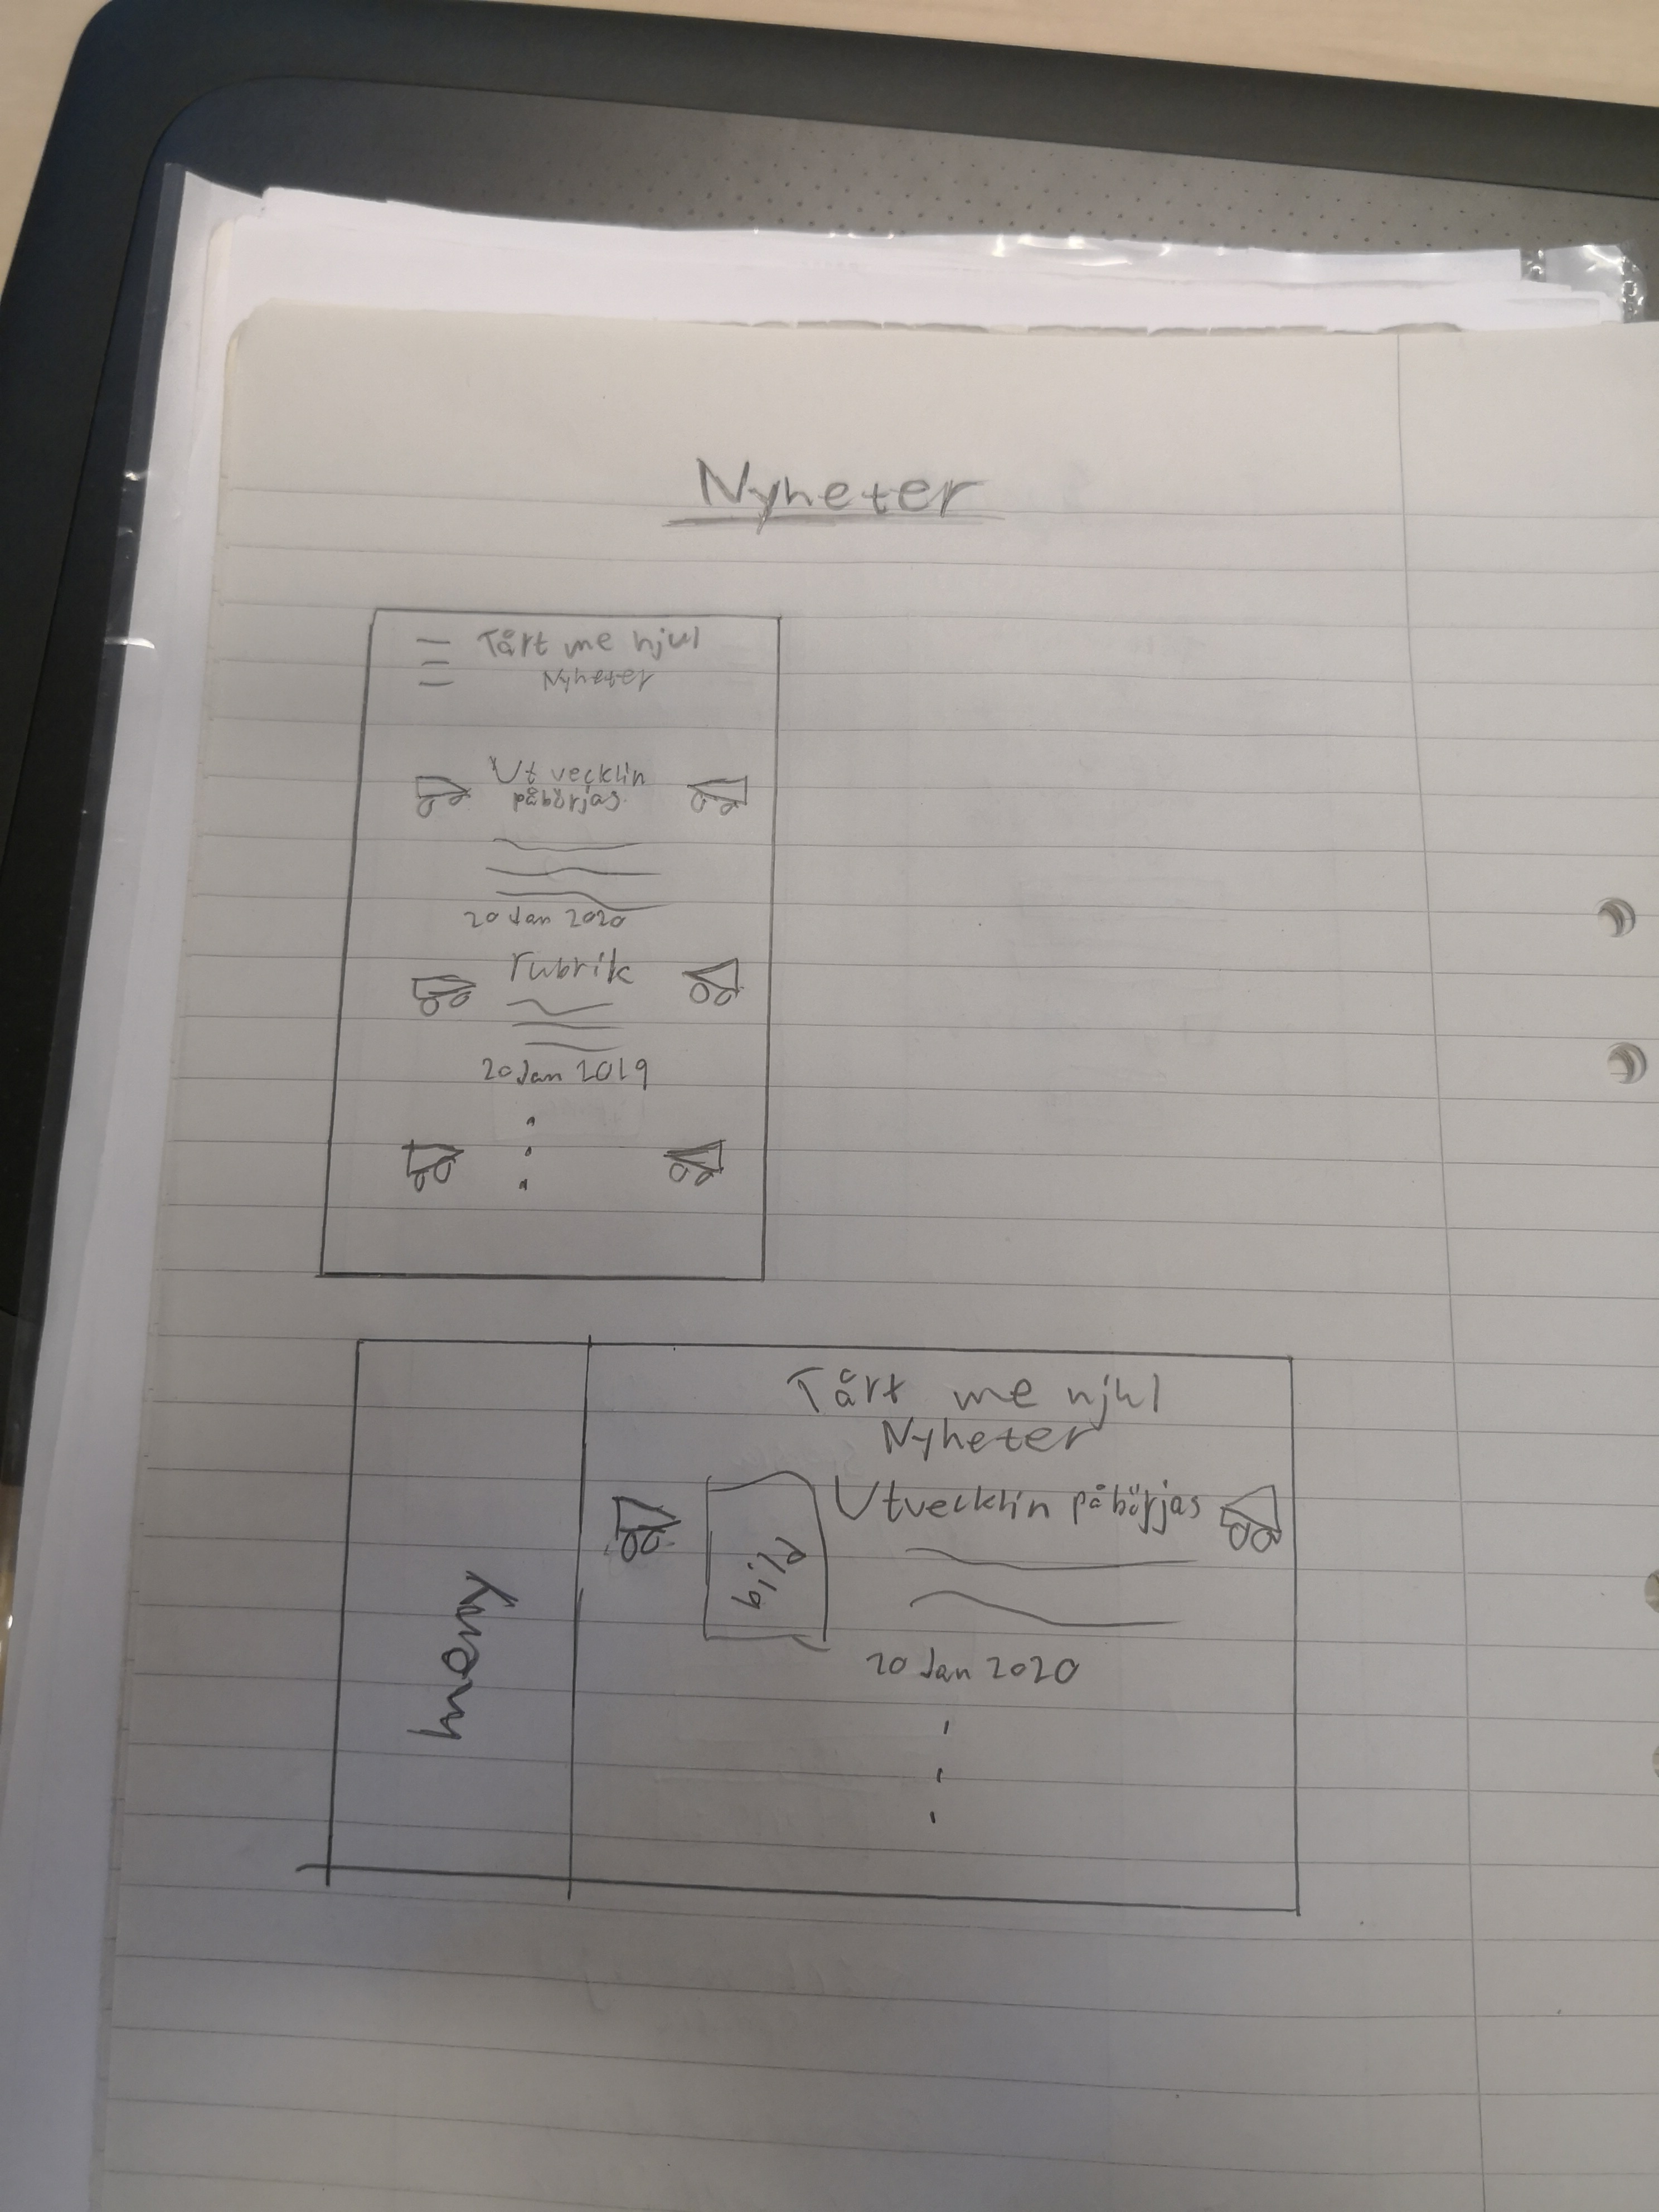 Nyheter
Tårt me hjul
Nyheter
Utvecklin
påbörjas
20 Jan 2020
rubrik
20 Jan 2019
Tårt me hjul
Nyheter
Utvecklin påbörjas
bild
20 Jan 2020
meny